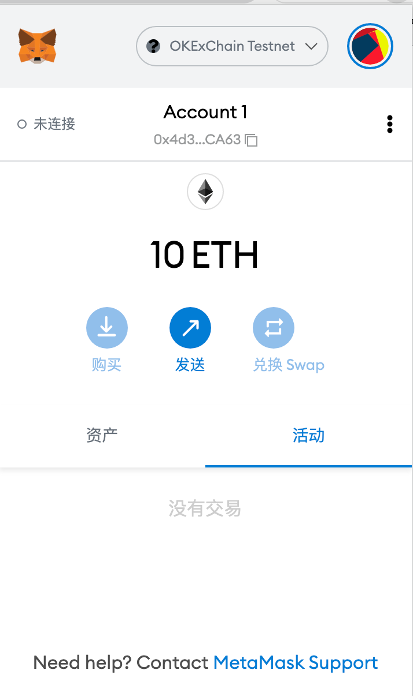 OKExChain Testnet
未连接
Account 1
0x4d3...CA63
10 ETH
购买
发送
兑换 Swap
资产
活动
没有交易
Need help? Contact MetaMask Support